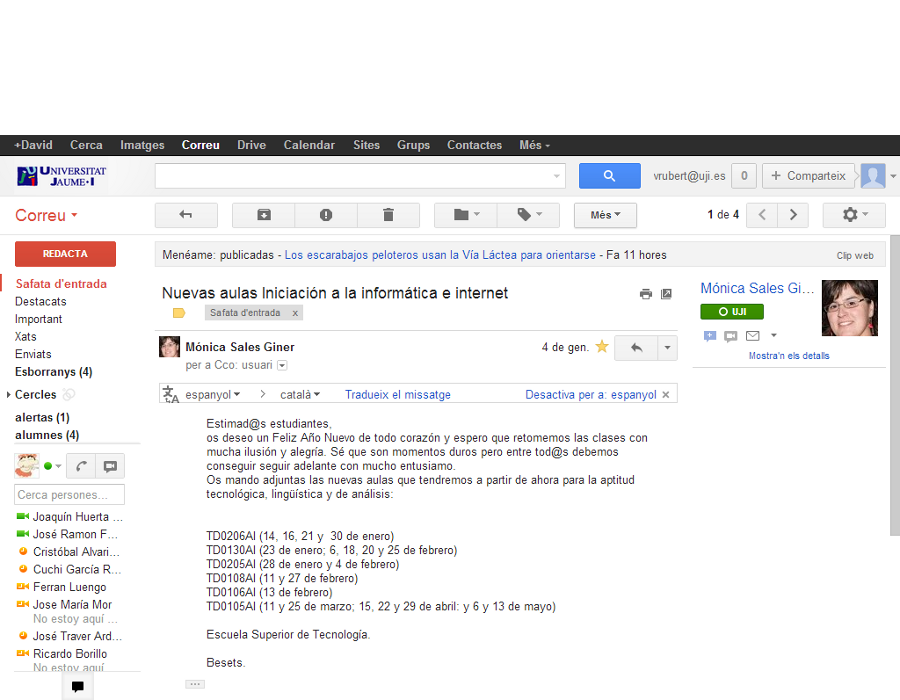 +David Cerca Imatges Correu Drive Calendar Sites Grups Contactes Més
UNIVERSITAT
JAUME·I
vrubert@uji.es 0 + Comparteix
Correu
Més
1 de 4
REDACTA
Safata d'entrada
Destacats
Important
Xats
Enviats
Esborranys (4)
Cercles
alertas (1)
alumnes (4)
Cerca persones...
Joaquín Huerta ...
José Ramon F...
Cristóbal Alvari...
Cuchi García R...
Ferran Luengo
Jose María Mor
No estoy aquí ...
José Traver Ard...
Ricardo Borillo
No estoy aquí
Menéame: publicadas - Los escarabajos peloteros usan la Vía Láctea para orientarse - Fa 11 hores
Clip web
Nuevas aulas Iniciación a la informática e internet
Safata d'entrada x
Mónica Sales Giner
4 de gen.
per a Cco: usuari
espanyol > català Tradueix el missatge Desactiva per a: espanyol x
Estimad@s estudiantes,
os deseo un Feliz Año Nuevo de todo corazón y espero que retomemos las clases con
mucha ilusión y alegría. Sé que son momentos duros pero entre tod@s debemos
conseguir seguir adelante con mucho entusiamo.
Os mando adjuntas las nuevas aulas que tendremos a partir de ahora para la aptitud
tecnológica, lingüística y de análisis:
TD0206AI (14, 16, 21 y 30 de enero)
TD0130AI (23 de enero; 6, 18, 20 y 25 de febrero)
TD0205AI (28 de enero y 4 de febrero)
TD0108AI (11 y 27 de febrero)
TD0106AI (13 de febrero)
TD0105AI (11 y 25 de marzo; 15, 22 y 29 de abril: y 6 y 13 de mayo)
Escuela Superior de Tecnología.
Besets.
Mónica Sales Gi...
UJI
Mostra'n els detalls